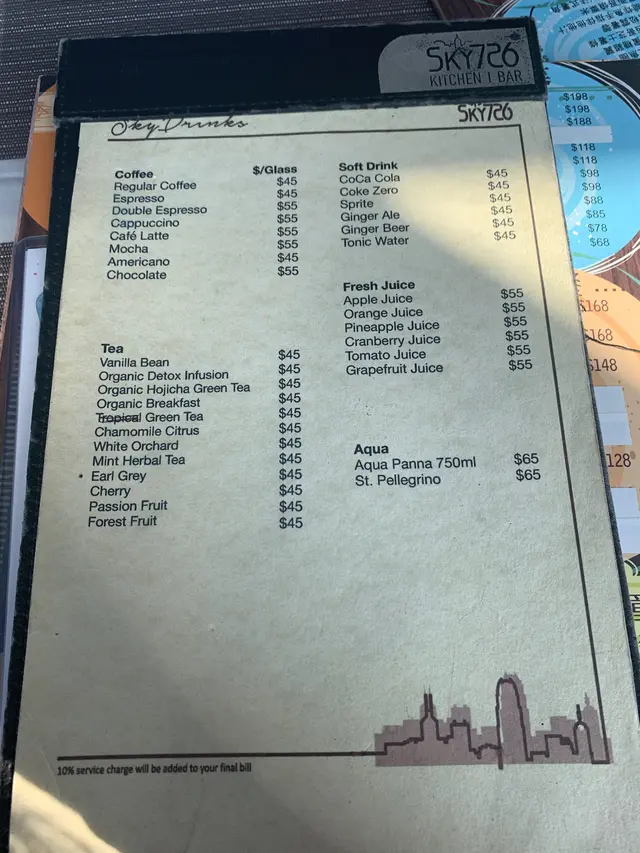 SKY726
KITCHEN | BAR
Sky Drinks
SKY726
Coffee $/Glass
Regular Coffee $45
Espresso $45
Double Espresso $55
Cappuccino $55
Café Latte $55
Mocha $55
Americano $45
Chocolate $55
Tea
Vanilla Bean $45
Organic Detox Infusion $45
Organic Hojicha Green Tea $45
Organic Breakfast $45
Tropical Green Tea $45
Chamomile Citrus $45
White Orchard $45
Mint Herbal Tea $45
Earl Grey $45
Cherry $45
Passion Fruit $45
Forest Fruit $45
Soft Drink
CoCa Cola $45
Coke Zero $45
Sprite $45
Ginger Ale $45
Ginger Beer $45
Tonic Water $45
Fresh Juice
Apple Juice $55
Orange Juice $55
Pineapple Juice $55
Cranberry Juice $55
Tomato Juice $55
Grapefruit Juice $55
Aqua
Aqua Panna 750ml $65
St. Pellegrino $65
10% service charge will be added to your final bill
$198
$198
$188
$118
$118
$98
$98
$88
$85
$78
$68
$168
$168
$148
128